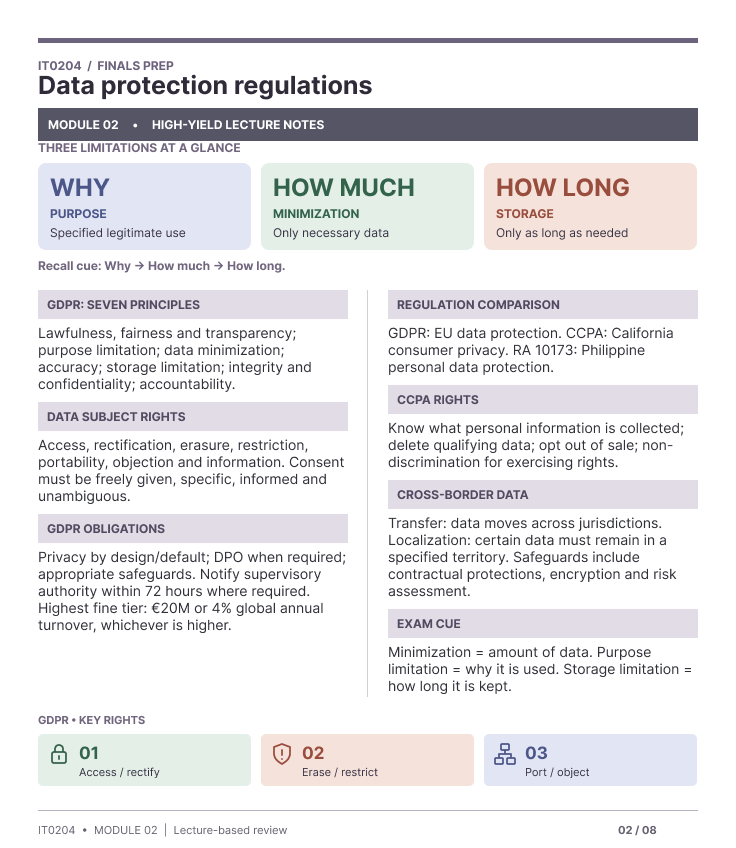 IT0204 / FINALS PREP
Data protection regulations
MODULE 02 • HIGH-YIELD LECTURE NOTES
THREE LIMITATIONS AT A GLANCE
WHY
PURPOSE
Specified legitimate use
HOW MUCH
MINIMIZATION
Only necessary data
HOW LONG
STORAGE
Only as long as needed
Recall cue: Why → How much → How long.
GDPR: SEVEN PRINCIPLES
Lawfulness, fairness and transparency;
purpose limitation; data minimization;
accuracy; storage limitation; integrity and
confidentiality; accountability.
DATA SUBJECT RIGHTS
Access, rectification, erasure, restriction,
portability, objection and information. Consent
must be freely given, specific, informed and
unambiguous.
GDPR OBLIGATIONS
Privacy by design/default; DPO when required;
appropriate safeguards. Notify supervisory
authority within 72 hours where required.
Highest fine tier: €20M or 4% global annual
turnover, whichever is higher.
REGULATION COMPARISON
GDPR: EU data protection. CCPA: California
consumer privacy. RA 10173: Philippine
personal data protection.
CCPA RIGHTS
Know what personal information is collected;
delete qualifying data; opt out of sale; non-
discrimination for exercising rights.
CROSS-BORDER DATA
Transfer: data moves across jurisdictions.
Localization: certain data must remain in a
specified territory. Safeguards include
contractual protections, encryption and risk
assessment.
EXAM CUE
Minimization = amount of data. Purpose
limitation = why it is used. Storage limitation =
how long it is kept.
GDPR • KEY RIGHTS
01
Access / rectify
02
Erase / restrict
03
Port / object
IT0204 • MODULE 02 | Lecture-based review
02 / 08